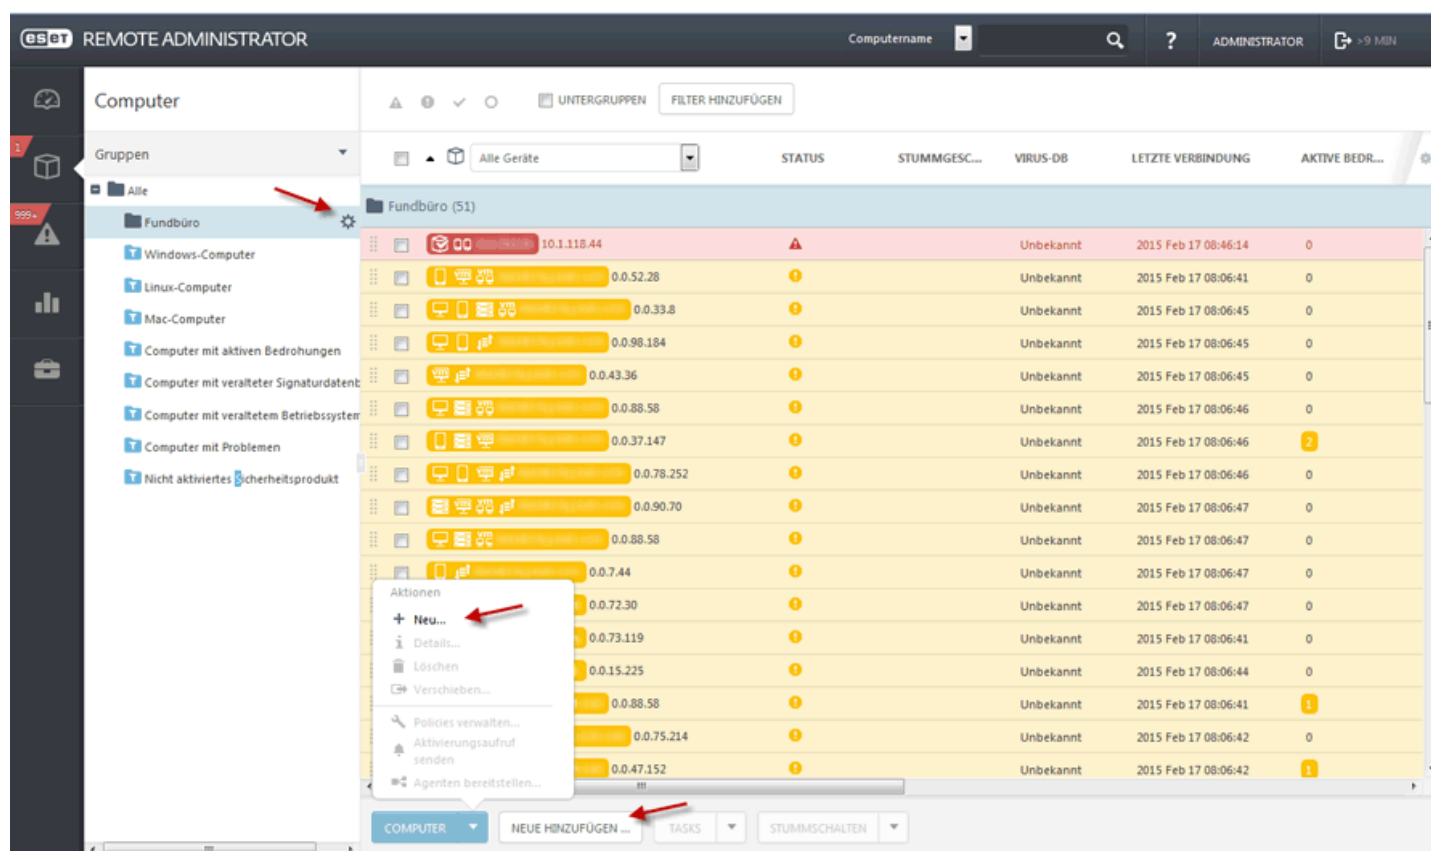 eseT REMOTE ADMINISTRATOR
Computername
?
ADMINISTRATOR
>9 MIN
Computer
UNTERGRUPPEN
FILTER HINZUFÜGEN
1
999+
Gruppen
Alle
Fundbüro
Windows-Computer
Linux-Computer
Mac-Computer
Computer mit aktiven Bedrohungen
Computer mit veralteter Signaturdatenb
Computer mit veraltetem Betriebssystem
Computer mit Problemen
Nicht aktiviertes Sicherheitsprodukt
Alle Geräte STATUS STUMMGESC... VIRUS-DB LETZTE VERBINDUNG AKTIVE BEDR...
Fundbüro (51)
10.1.118.44 Unbekannt 2015 Feb 17 08:46:14 0
0.0.52.28 Unbekannt 2015 Feb 17 08:06:41 0
0.0.33.8 Unbekannt 2015 Feb 17 08:06:45 0
0.0.98.184 Unbekannt 2015 Feb 17 08:06:45 0
0.0.43.36 Unbekannt 2015 Feb 17 08:06:45 0
0.0.88.58 Unbekannt 2015 Feb 17 08:06:46 0
0.0.37.147 Unbekannt 2015 Feb 17 08:06:46 2
0.0.78.252 Unbekannt 2015 Feb 17 08:06:46 0
0.0.90.70 Unbekannt 2015 Feb 17 08:06:47 0
0.0.88.58 Unbekannt 2015 Feb 17 08:06:47 0
0.0.7.44 Unbekannt 2015 Feb 17 08:06:47 0
0.0.72.30 Unbekannt 2015 Feb 17 08:06:47 0
0.0.73.119 Unbekannt 2015 Feb 17 08:06:41 0
0.0.15.225 Unbekannt 2015 Feb 17 08:06:44 0
0.0.88.58 Unbekannt 2015 Feb 17 08:06:41 1
0.0.75.214 Unbekannt 2015 Feb 17 08:06:42 0
0.0.47.152 Unbekannt 2015 Feb 17 08:06:42 1
Aktionen
Neu...
Details...
Löschen
Verschieben...
Policies verwalten...
Aktivierungsaufruf
senden
Agenten bereitstellen...
COMPUTER
NEUE HINZUFÜGEN ...
TASKS
STUMMSCHALTEN